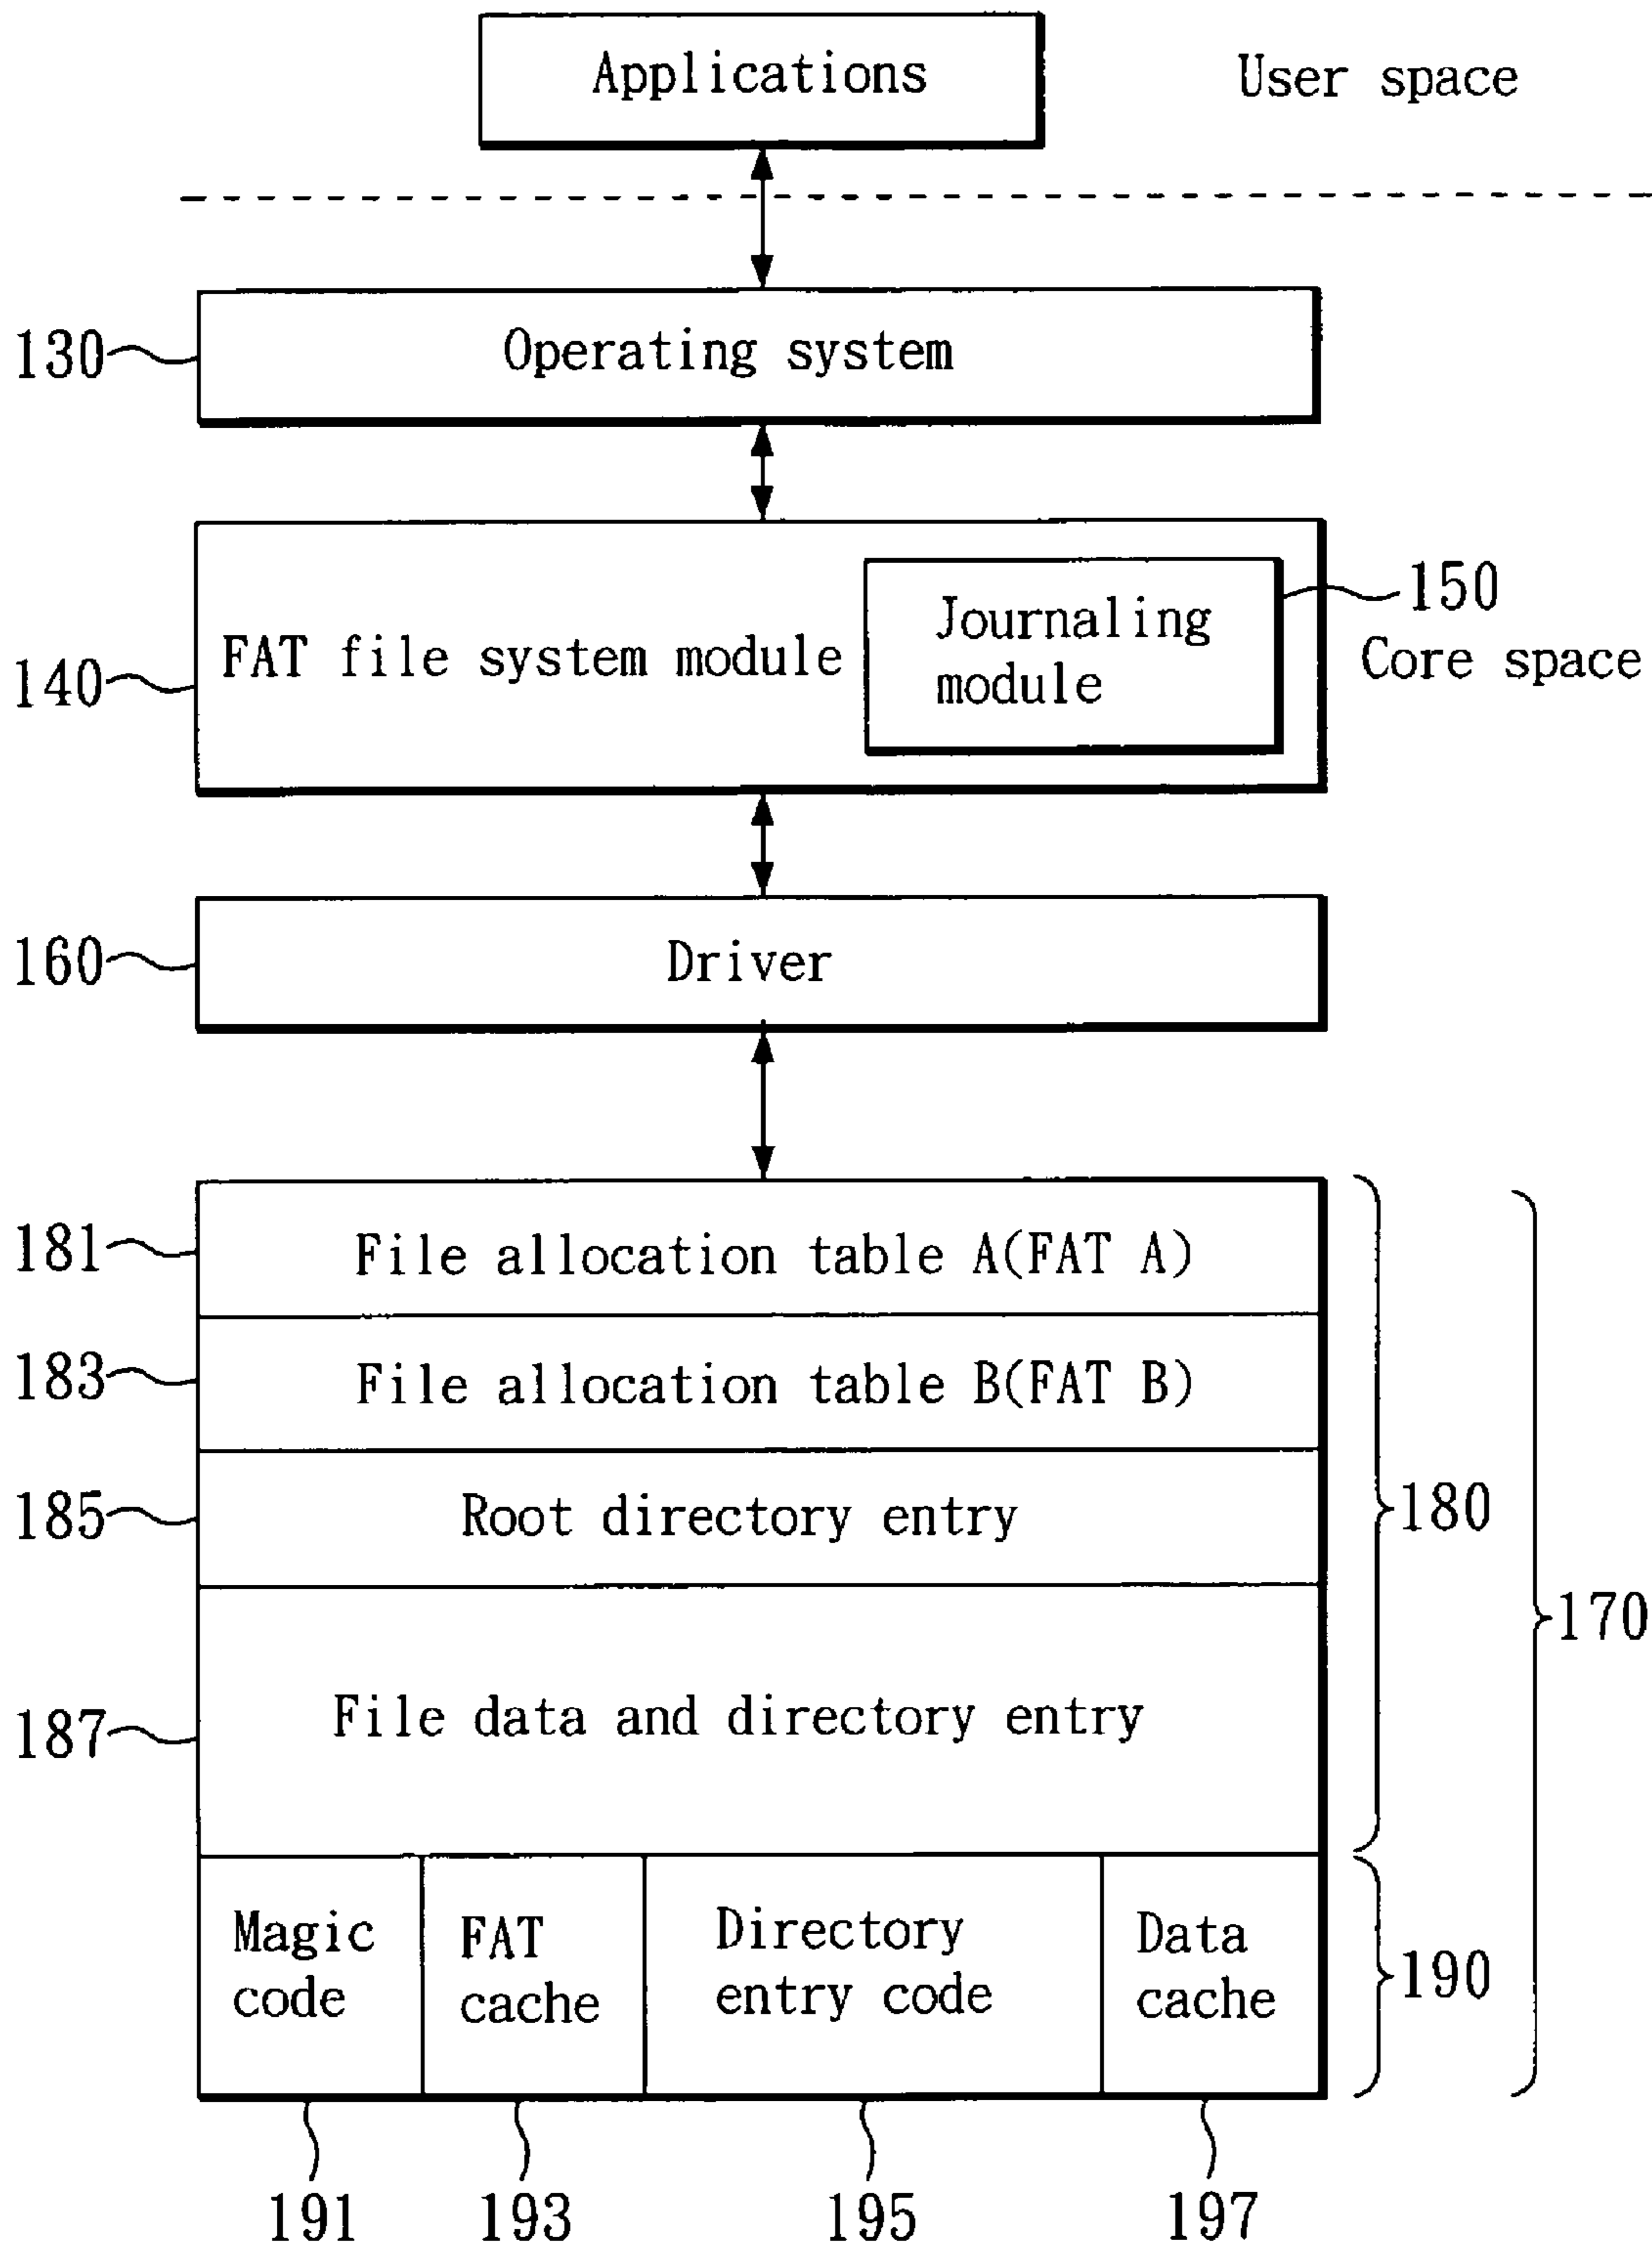 Applications
User space
130
Operating system
150
Journaling
module
FAT file system module
140
Core space
160
Driver
181
File allocation table A(FAT A)
183
File allocation table B(FAT B)
185
Root directory entry
180
170
187
File data and directory entry
Magic
code
FAT
cache
Directory
entry code
Data
cache
190
191
193
195
197